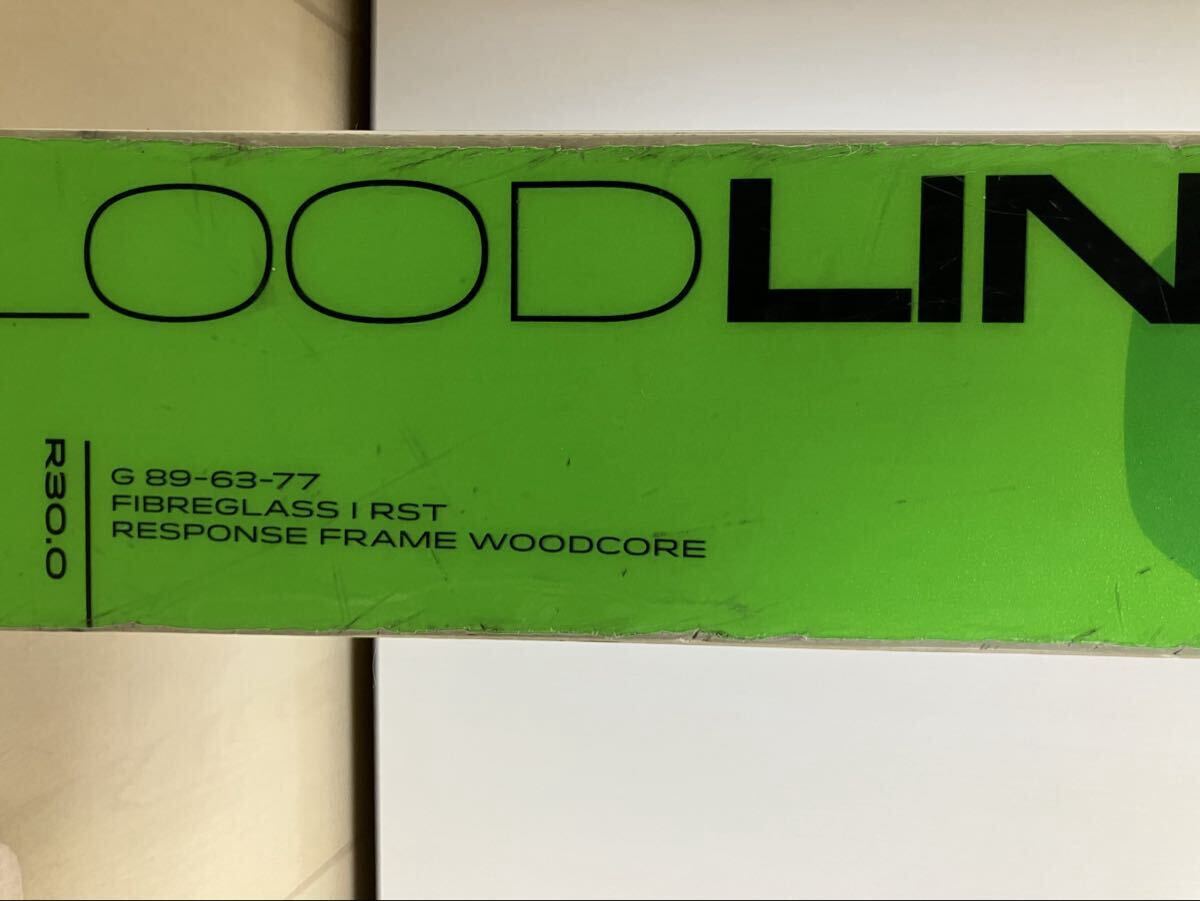 LOODLIN
R30.0
G 89-63-77
FIBREGLASS I RST
RESPONSE FRAME WOODCORE